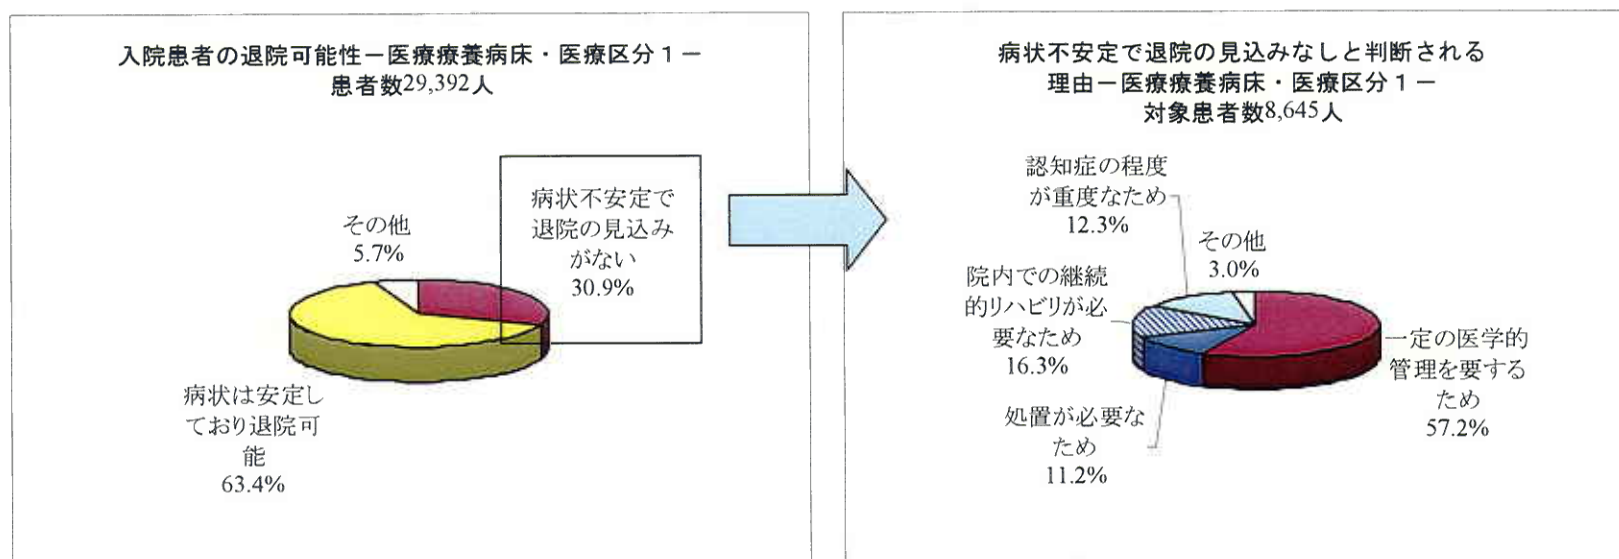 入院患者の退院可能性－医療療養病床・医療区分１－
患者数29,392人
病状不安定で
退院の見込み
がない
30.9%
その他
5.7%
病状は安定し
ており退院可
能
63.4%
病状不安定で退院の見込みなしと判断される
理由－医療療養病床・医療区分１－
対象患者数8,645人
認知症の程度
が重度なため
12.3%
その他
3.0%
院内での継続
的リハビリが必
要なため
16.3%
一定の医学的
管理を要する
ため
57.2%
処置が必要な
ため
11.2%